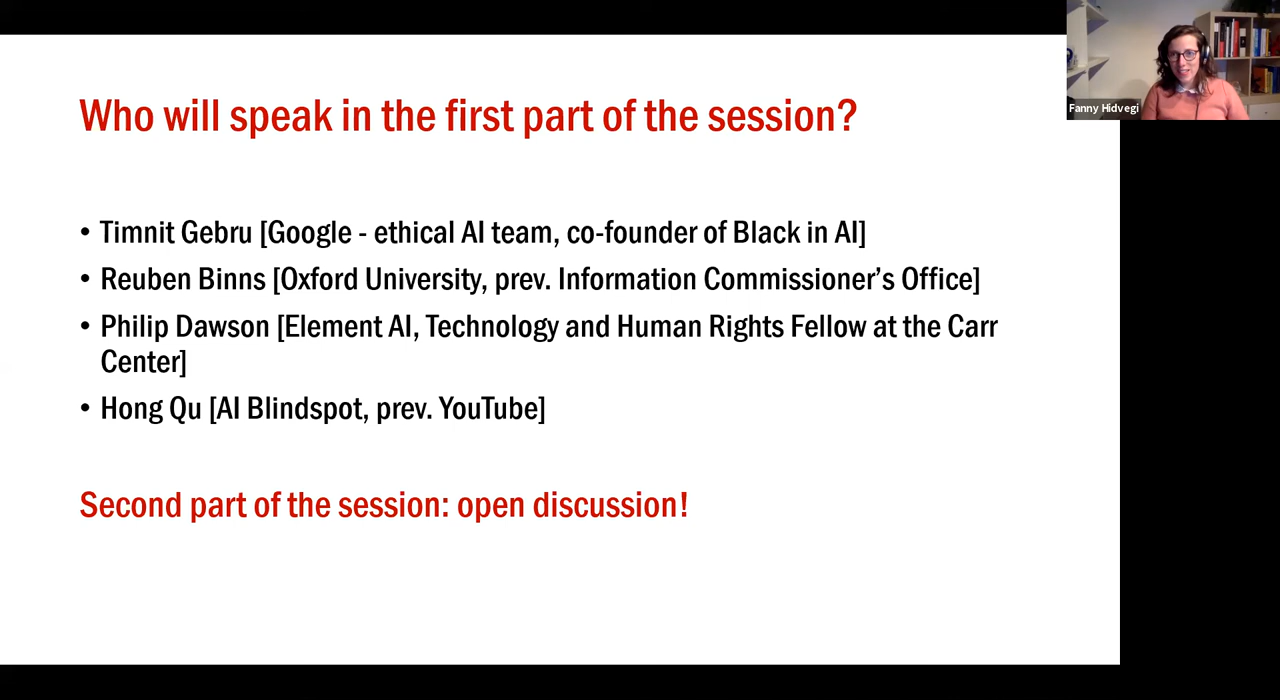 Who will speak in the first part of the session?
• Timnit Gebru [Google - ethical AI team, co-founder of Black in AI]
• Reuben Binns [Oxford University, prev. Information Commissioner’s Office]
• Philip Dawson [Element AI, Technology and Human Rights Fellow at the Carr
Center]
• Hong Qu [AI Blindspot, prev. YouTube]
Second part of the session: open discussion!
Fanny Hidvegi